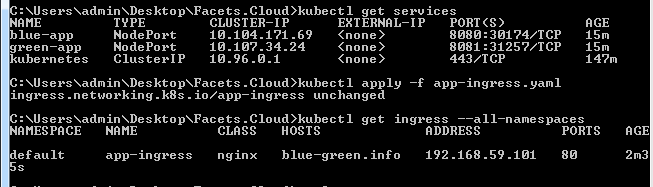 C:\Users\admin\Desktop\Facets.Cloud>kubectl get services
NAME TYPE CLUSTER-IP EXTERNAL-IP PORT(S) AGE
blue-app NodePort 10.104.171.69 <none> 8080:30174/TCP 15m
green-app NodePort 10.107.34.24 <none> 8081:31257/TCP 15m
kubernetes ClusterIP 10.96.0.1 <none> 443/TCP 147m
C:\Users\admin\Desktop\Facets.Cloud>kubectl apply -f app-ingress.yaml
ingress.networking.k8s.io/app-ingress unchanged
C:\Users\admin\Desktop\Facets.Cloud>kubectl get ingress --all-namespaces
NAMESPACE NAME CLASS HOSTS ADDRESS PORTS AGE
default app-ingress nginx blue-green.info 192.168.59.101 80 2m3
5s